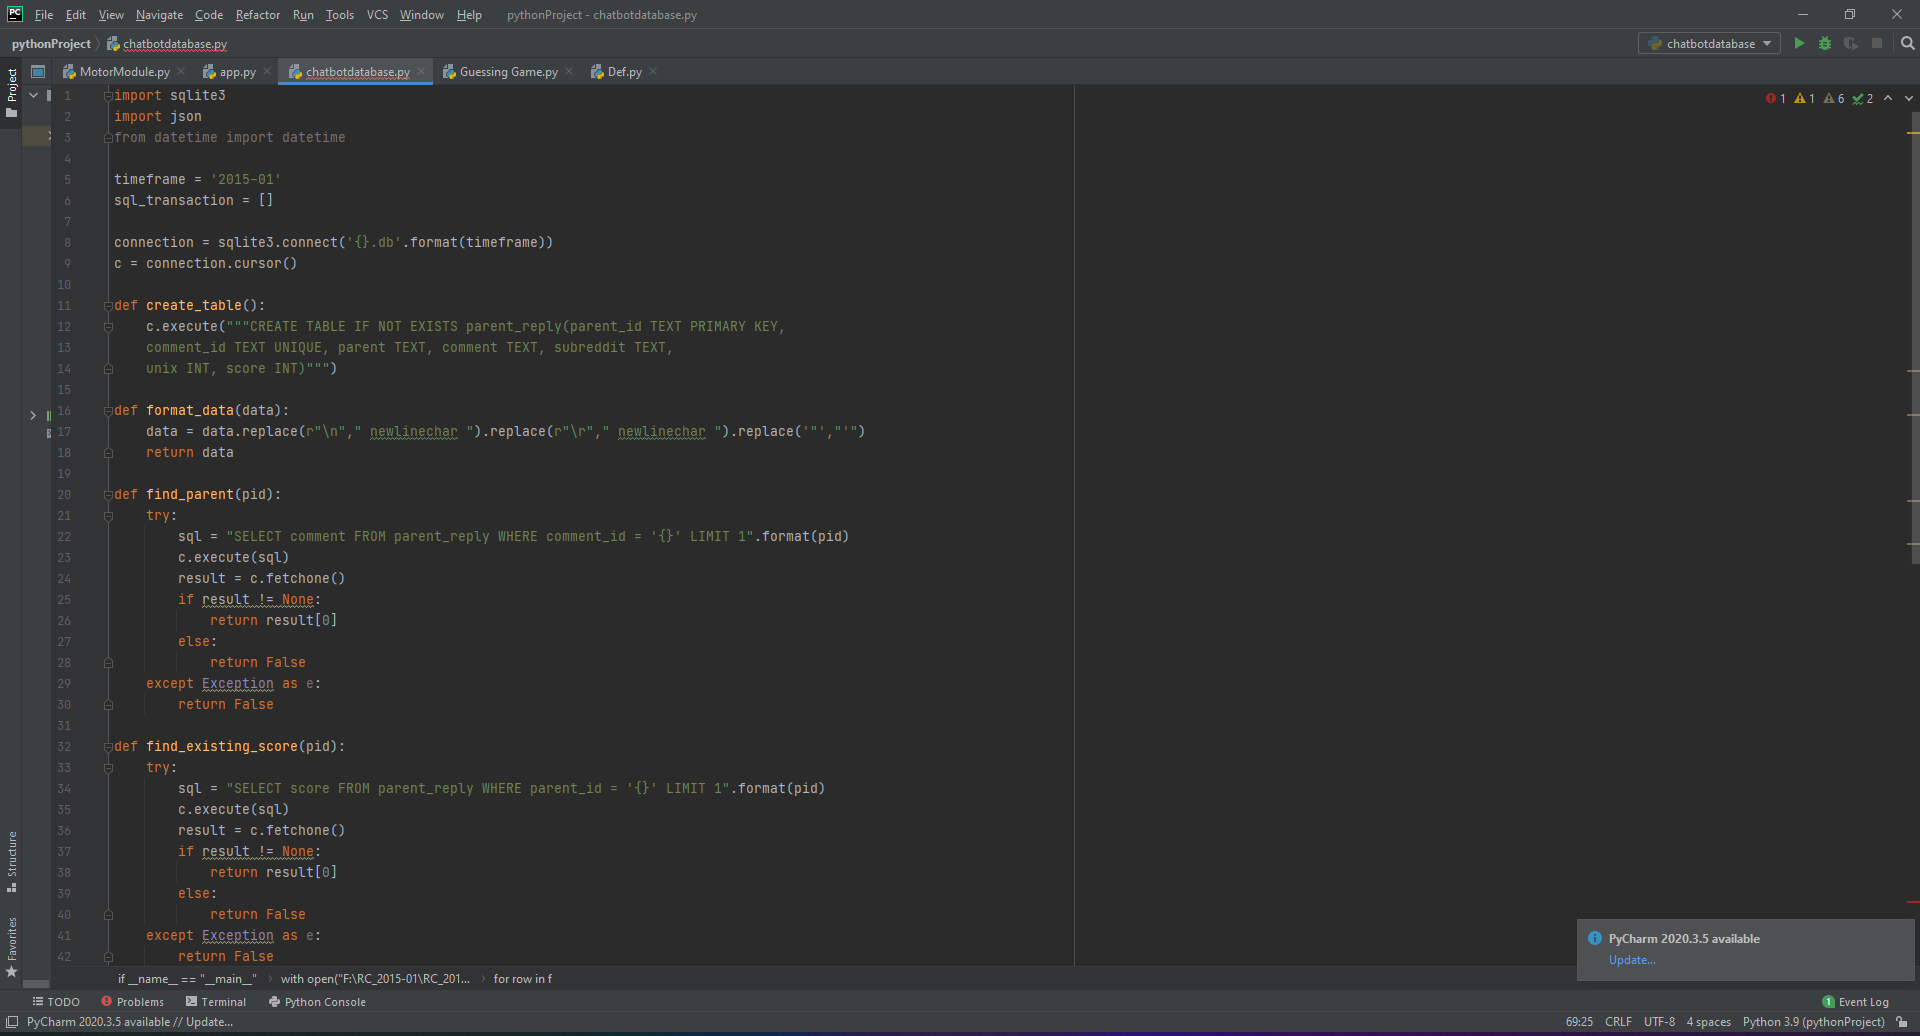 PC File Edit View Navigate Code Refactor Run Tools VCS Window Help pythonProject - chatbotdatabase.py
pythonProject chatbotdatabase.py chatbotdatabase
Project
MotorModule.py app.py chatbotdatabase.py Guessing Game.py Def.py
1 import sqlite3 1 1 6 2
2 import json
3 from datetime import datetime
4
5 timeframe = '2015-01'
6 sql_transaction = []
7
8 connection = sqlite3.connect('{}.db'.format(timeframe))
9 c = connection.cursor()
10
11 def create_table():
12     c.execute("""CREATE TABLE IF NOT EXISTS parent_reply(parent_id TEXT PRIMARY KEY,
13     comment_id TEXT UNIQUE, parent TEXT, comment TEXT, subreddit TEXT,
14     unix INT, score INT)""")
15
16 def format_data(data):
17     data = data.replace(r"\n"," newlinechar ").replace(r"\r"," newlinechar ").replace('"',"'")
18     return data
19
20 def find_parent(pid):
21     try:
22         sql = "SELECT comment FROM parent_reply WHERE comment_id = '{}' LIMIT 1".format(pid)
23         c.execute(sql)
24         result = c.fetchone()
25         if result != None:
26             return result[0]
27         else:
28             return False
29     except Exception as e:
30         return False
31
32 def find_existing_score(pid):
33     try:
34         sql = "SELECT score FROM parent_reply WHERE parent_id = '{}' LIMIT 1".format(pid)
35         c.execute(sql)
36         result = c.fetchone()
37         if result != None:
38             return result[0]
39         else:
40             return False
41     except Exception as e:
42         return False
Structure
Favorites
PyCharm 2020.3.5 available
Update...
if __name__ == "__main__" with open("F:\RC_2015-01\RC_201... for row in f
TODO Problems Terminal Python Console 1 Event Log
PyCharm 2020.3.5 available // Update... 69:25 CRLF UTF-8 4 spaces Python 3.9 (pythonProject)